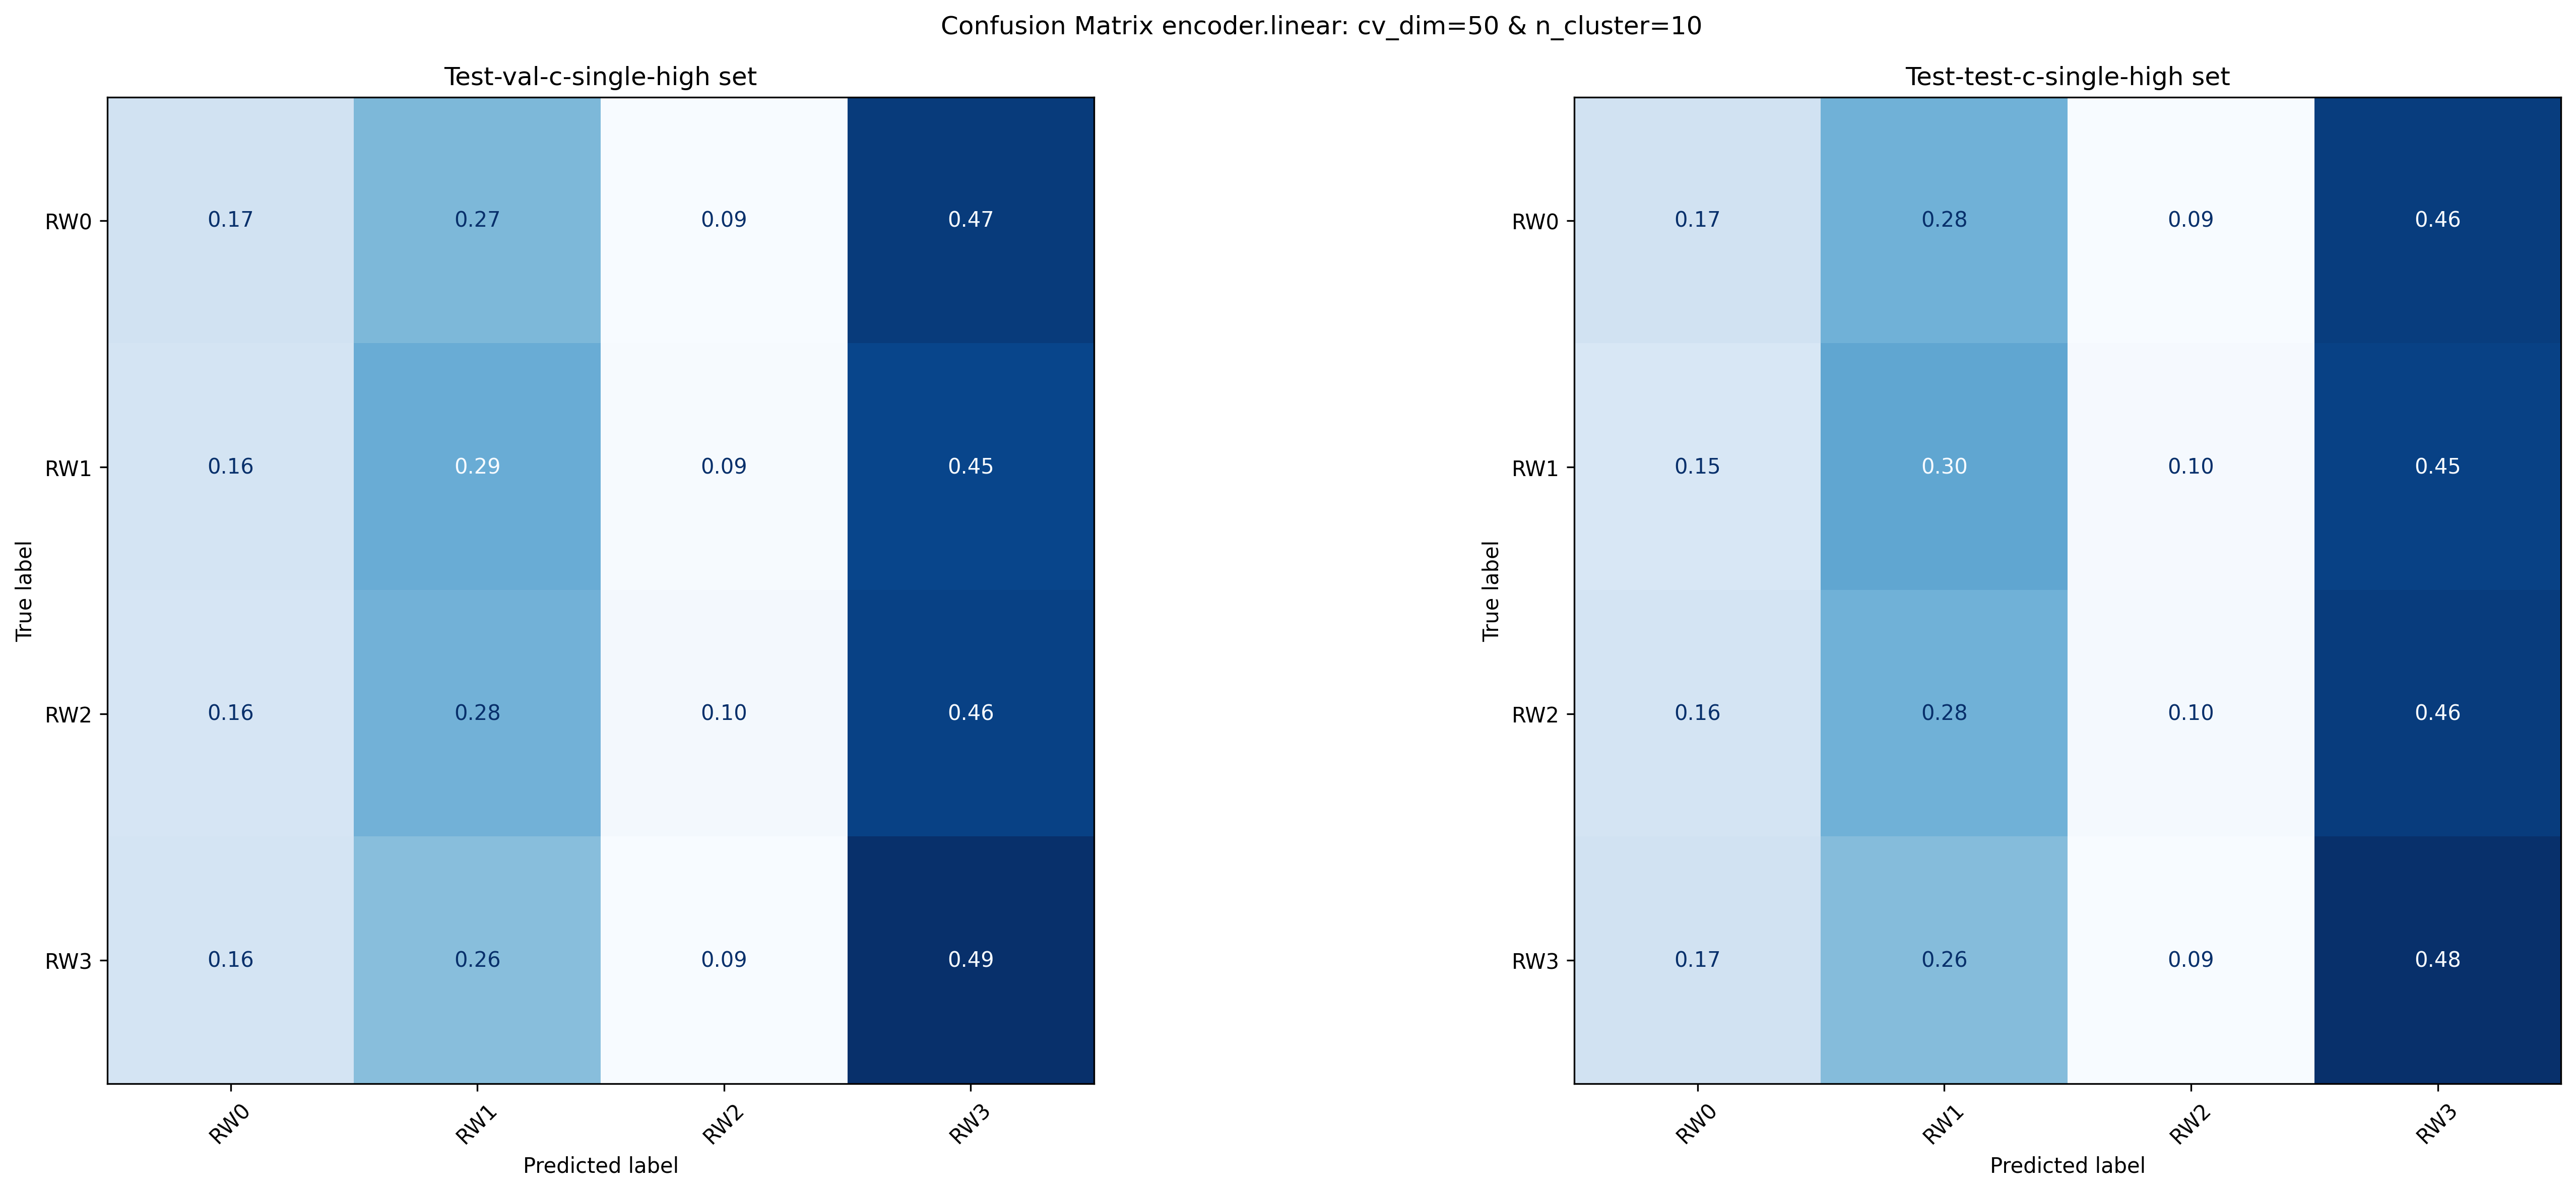 Confusion Matrix encoder.linear: cv_dim=50 & n_cluster=10
Test-val-c-single-high set
True label
RW0 0.17 0.27 0.09 0.47
RW1 0.16 0.29 0.09 0.45
RW2 0.16 0.28 0.10 0.46
RW3 0.16 0.26 0.09 0.49
RW0 RW1 RW2 RW3
Predicted label
Test-test-c-single-high set
True label
RW0 0.17 0.28 0.09 0.46
RW1 0.15 0.30 0.10 0.45
RW2 0.16 0.28 0.10 0.46
RW3 0.17 0.26 0.09 0.48
RW0 RW1 RW2 RW3
Predicted label